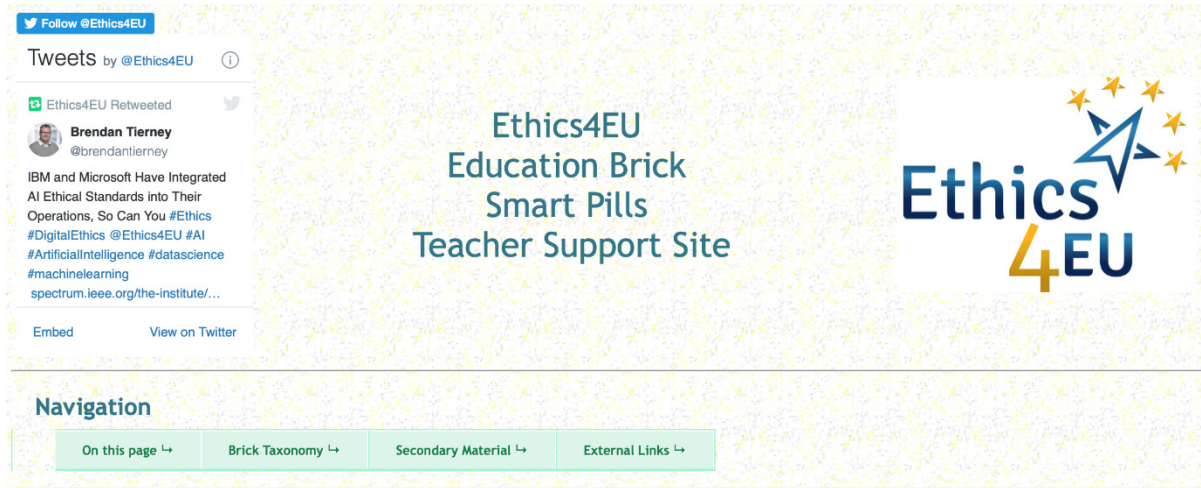 Follow @Ethics4EU
Tweets by @Ethics4EU
Ethics4EU Retweeted
Brendan Tierney
@brendantierney
IBM and Microsoft Have Integrated
AI Ethical Standards into Their
Operations, So Can You #Ethics
#DigitalEthics @Ethics4EU #AI
#ArtificialIntelligence #datascience
#machinelearning
spectrum.ieee.org/the-institute/…
Embed View on Twitter
Ethics4EU
Education Brick
Smart Pills
Teacher Support Site
Ethics
4EU
Navigation
On this page ↳ Brick Taxonomy ↳ Secondary Material ↳ External Links ↳